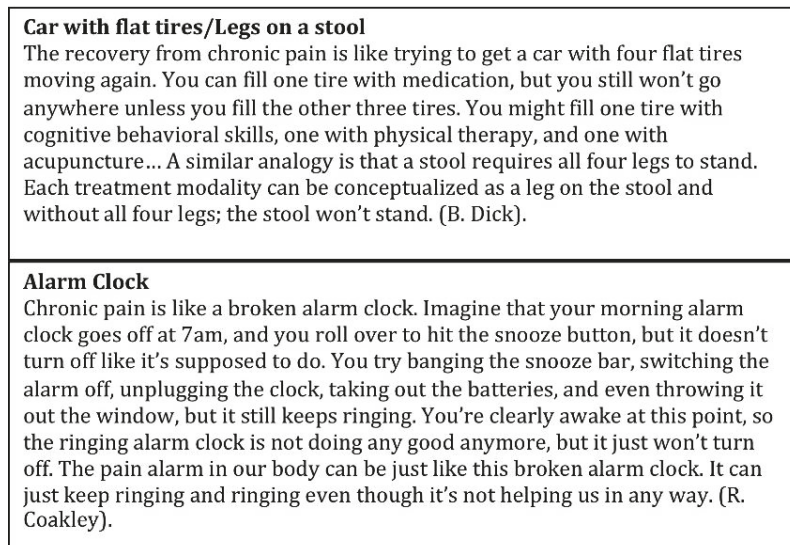 Car with flat tires/Legs on a stool
The recovery from chronic pain is like trying to get a car with four flat tires
moving again. You can fill one tire with medication, but you still won’t go
anywhere unless you fill the other three tires. You might fill one tire with
cognitive behavioral skills, one with physical therapy, and one with
acupuncture… A similar analogy is that a stool requires all four legs to stand.
Each treatment modality can be conceptualized as a leg on the stool and
without all four legs; the stool won’t stand. (B. Dick).
Alarm Clock
Chronic pain is like a broken alarm clock. Imagine that your morning alarm
clock goes off at 7am, and you roll over to hit the snooze button, but it doesn’t
turn off like it’s supposed to do. You try banging the snooze bar, switching the
alarm off, unplugging the clock, taking out the batteries, and even throwing it
out the window, but it still keeps ringing. You’re clearly awake at this point, so
the ringing alarm clock is not doing any good anymore, but it just won’t turn
off. The pain alarm in our body can be just like this broken alarm clock. It can
just keep ringing and ringing even though it’s not helping us in any way. (R.
Coakley).